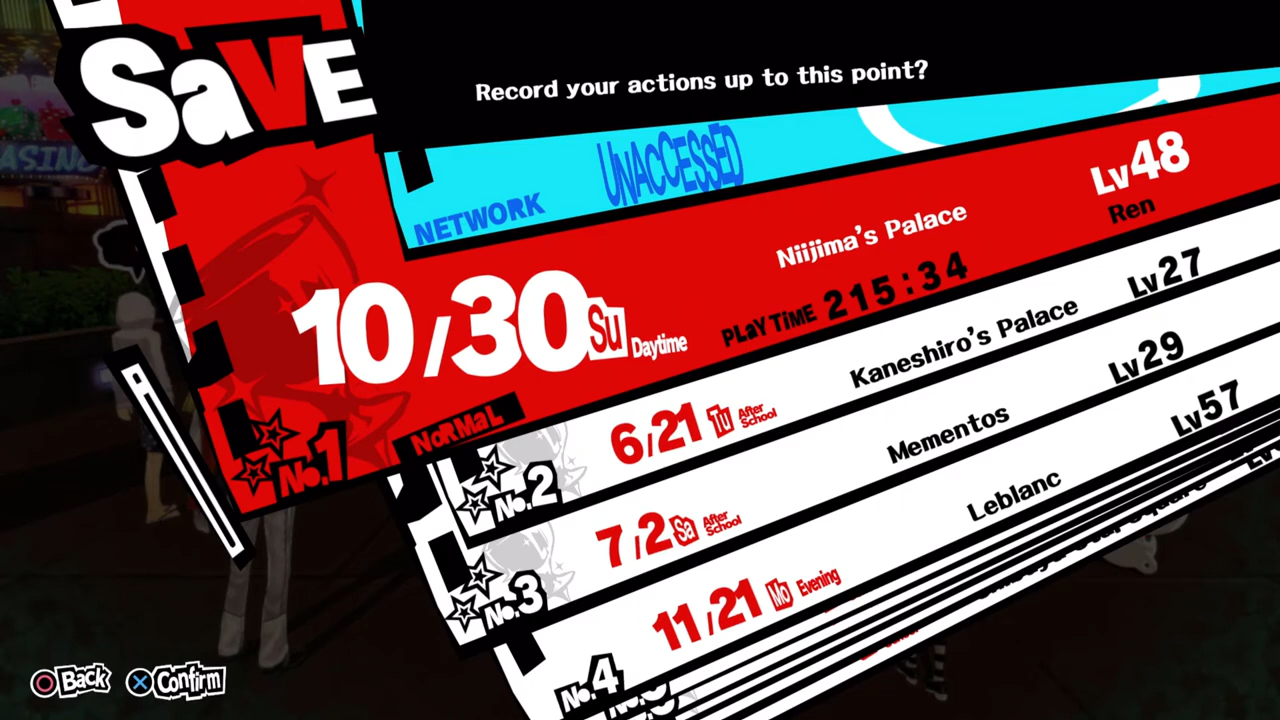 SaVE
Record your actions up to this point?
NETWORK
UNACCESSED
Niijima's Palace
Lv48
Ren
10/30 Su Daytime
PLaY TiME 215:34
No.1
NoRMaL
Kaneshiro's Palace
Lv27
6/21 Tu After School
No.2
Mementos
Lv29
7/2 Sa After School
No.3
Leblanc
Lv57
11/21 Mo Evening
No.4
Back
Confirm